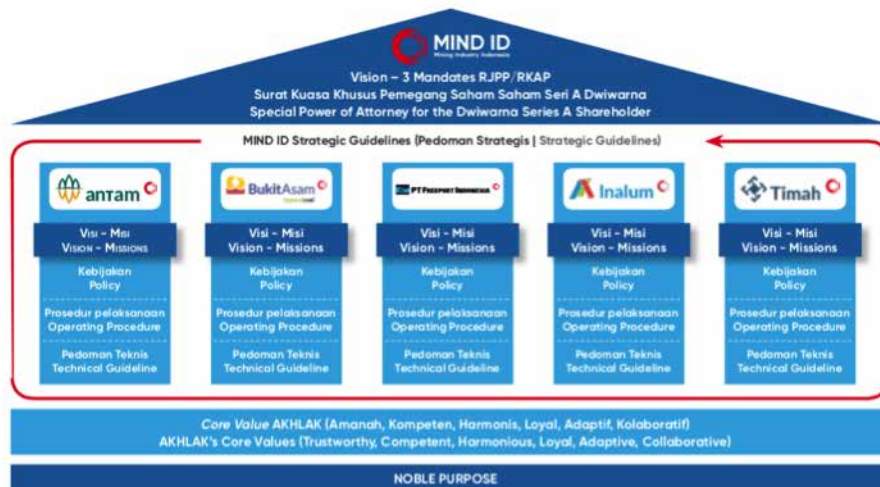 MIND ID
Mining Industry Indonesia
Vision – 3 Mandates RJPP/RKAP
Surat Kuasa Khusus Pemegang Saham Saham Seri A Dwiwarna
Special Power of Attorney for the Dwiwarna Series A Shareholder
MIND ID Strategic Guidelines (Pedoman Strategis | Strategic Guidelines)
antam
Visi - Misi
Vision - Missions
Kebijakan
Policy
Prosedur pelaksanaan
Operating Procedure
Pedoman Teknis
Technical Guideline
BukitAsam
Visi - Misi
Vision - Missions
Kebijakan
Policy
Prosedur pelaksanaan
Operating Procedure
Pedoman Teknis
Technical Guideline
PT FREEPORT INDONESIA
Visi - Misi
Vision - Missions
Kebijakan
Policy
Prosedur pelaksanaan
Operating Procedure
Pedoman Teknis
Technical Guideline
Inalum
Visi - Misi
Vision - Missions
Kebijakan
Policy
Prosedur pelaksanaan
Operating Procedure
Pedoman Teknis
Technical Guideline
Timah
Visi - Misi
Vision - Missions
Kebijakan
Policy
Prosedur pelaksanaan
Operating Procedure
Pedoman Teknis
Technical Guideline
Core Value AKHLAK (Amanah, Kompeten, Harmonis, Loyal, Adaptif, Kolaboratif)
AKHLAK's Core Values (Trustworthy, Competent, Harmonious, Loyal, Adaptive, Collaborative)
NOBLE PURPOSE